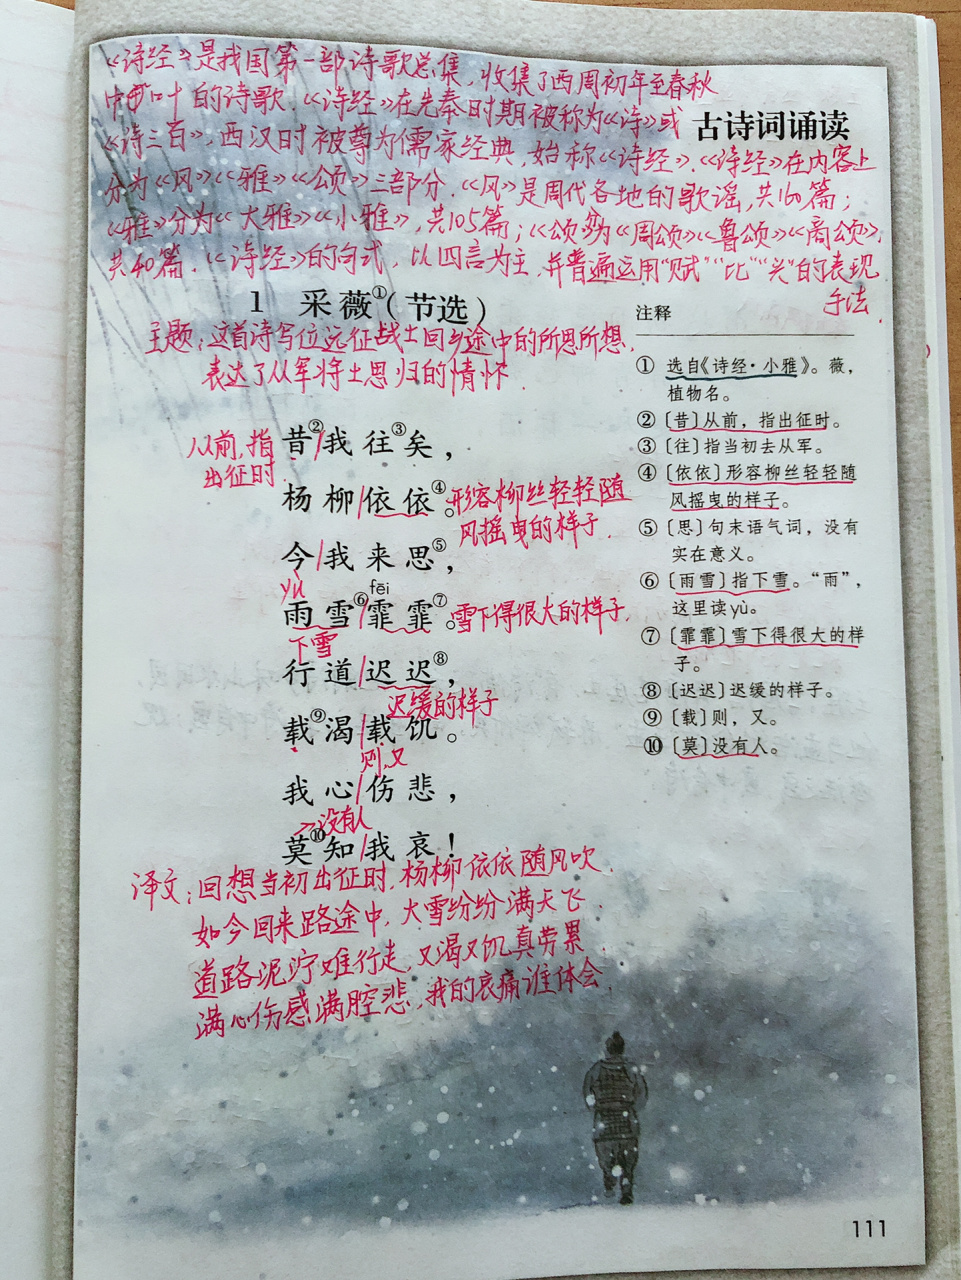 《诗经》是我国第一部诗歌总集，收集了西周初年至春秋
中叶的诗歌.《诗经》在先秦时期被称为《诗》或
《诗三百》,西汉时被尊为儒家经典,始称《诗经》.《诗经》在内容上
分为《风》《雅》《颂》三部分.《风》是周代各地的歌谣,共160篇;
《雅》分为《大雅》《小雅》,共105篇;《颂》分为《周颂》《鲁颂》《商颂》,
共40篇.《诗经》的句式,以四言为主,并普遍运用"赋""比""兴"的表现
手法.
古诗词诵读
1 采薇①(节选)
主题:这首诗写位远征战士回乡途中的所思所想,
表达了从军将士思归的情怀.
从前,指
出征时.
昔②/我往③矣，
杨柳/依依④。
形容柳丝轻轻随
风摇曳的样子.
今/我来思⑤，
yù
fēi
雨雪⑥/霏霏⑦。
雪下得很大的样子.
下雪
行道/迟迟⑧，
迟缓的样子
载⑨渴/载饥。
则,又
我心/伤悲，
→没有人
莫⑩知/我哀！
译文:回想当初出征时,杨柳依依随风吹.
如今回来路途中,大雪纷纷满天飞.
道路泥泞难行走,又渴又饥真劳累.
满心伤感满腔悲,我的哀痛谁体会.
注释
① 选自《诗经·小雅》。薇，
植物名。
② 〔昔〕从前，指出征时。
③ 〔往〕指当初去从军。
④ 〔依依〕形容柳丝轻轻随
风摇曳的样子。
⑤ 〔思〕句末语气词，没有
实在意义。
⑥ 〔雨雪〕指下雪。“雨”，
这里读yù。
⑦ 〔霏霏〕雪下得很大的样
子。
⑧ 〔迟迟〕迟缓的样子。
⑨ 〔载〕则，又。
⑩ 〔莫〕没有人。
111